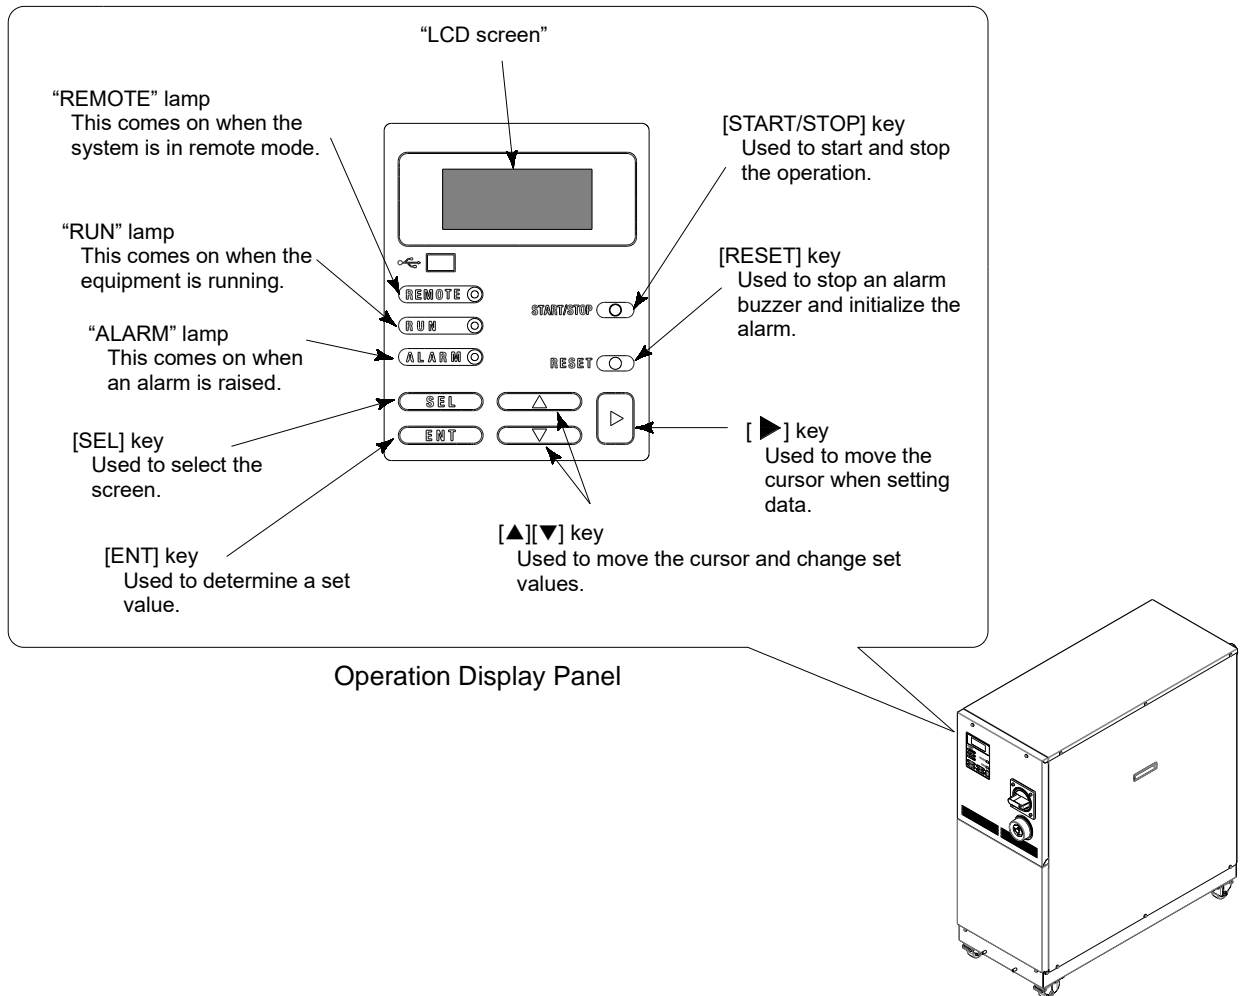 “LCD screen”
“REMOTE” lamp
This comes on when the
system is in remote mode.
[START/STOP] key
Used to start and stop
the operation.
“RUN” lamp
This comes on when the
equipment is running.
[RESET] key
Used to stop an alarm
buzzer and initialize the
alarm.
“ALARM” lamp
This comes on when
an alarm is raised.
REMOTE
RUN
ALARM
START/STOP
RESET
SEL
ENT
[SEL] key
Used to select the
screen.
[ ▶] key
Used to move the
cursor when setting
data.
[ENT] key
Used to determine a set
value.
[▲][▼] key
Used to move the cursor and change set
values.
Operation Display Panel